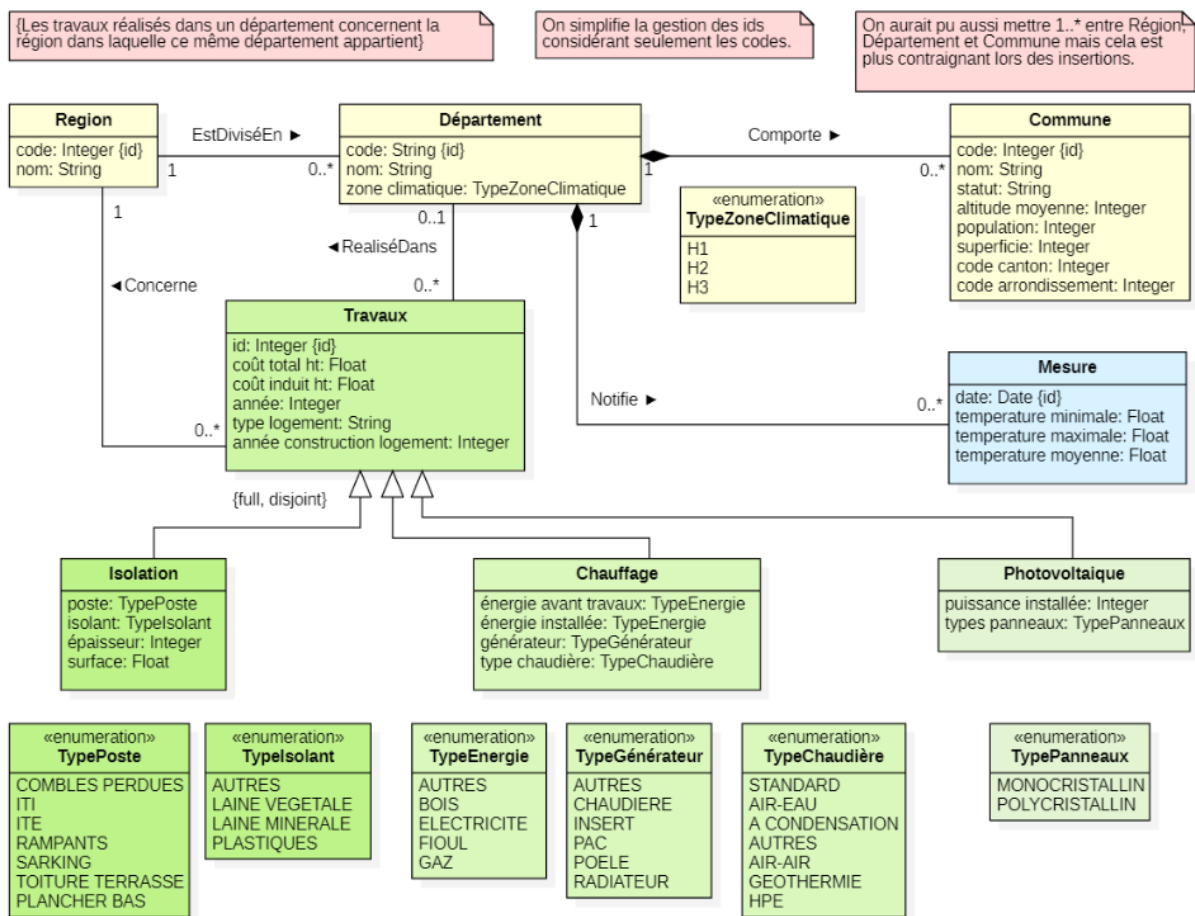 {Les travaux réalisés dans un département concernent la
région dans laquelle ce même département appartient}
On simplifie la gestion des ids
considérant seulement les codes.
On aurait pu aussi mettre 1..* entre Région,
Département et Commune mais cela est
plus contraignant lors des insertions.
Region
code: Integer {id}
nom: String
EstDiviséEn ►
1
0..*
Département
code: String {id}
nom: String
zone climatique: TypeZoneClimatique
Comporte ►
1
0..*
Commune
code: Integer {id}
nom: String
statut: String
altitude moyenne: Integer
population: Integer
superficie: Integer
code canton: Integer
code arrondissement: Integer
«enumeration»
TypeZoneClimatique
H1
H2
H3
1
◄Concerne
0..*
0..1
◄RealiséDans
0..*
1
Notifie ►
0..*
Travaux
id: Integer {id}
coût total ht: Float
coût induit ht: Float
année: Integer
type logement: String
année construction logement: Integer
Mesure
date: Date {id}
temperature minimale: Float
temperature maximale: Float
temperature moyenne: Float
{full, disjoint}
Isolation
poste: TypePoste
isolant: TypeIsolant
épaisseur: Integer
surface: Float
Chauffage
énergie avant travaux: TypeEnergie
énergie installée: TypeEnergie
générateur: TypeGénérateur
type chaudière: TypeChaudière
Photovoltaique
puissance installée: Integer
types panneaux: TypePanneaux
«enumeration»
TypePoste
COMBLES PERDUES
ITI
ITE
RAMPANTS
SARKING
TOITURE TERRASSE
PLANCHER BAS
«enumeration»
TypeIsolant
AUTRES
LAINE VEGETALE
LAINE MINERALE
PLASTIQUES
«enumeration»
TypeEnergie
AUTRES
BOIS
ELECTRICITE
FIOUL
GAZ
«enumeration»
TypeGénérateur
AUTRES
CHAUDIERE
INSERT
PAC
POELE
RADIATEUR
«enumeration»
TypeChaudière
STANDARD
AIR-EAU
A CONDENSATION
AUTRES
AIR-AIR
GEOTHERMIE
HPE
«enumeration»
TypePanneaux
MONOCRISTALLIN
POLYCRISTALLIN